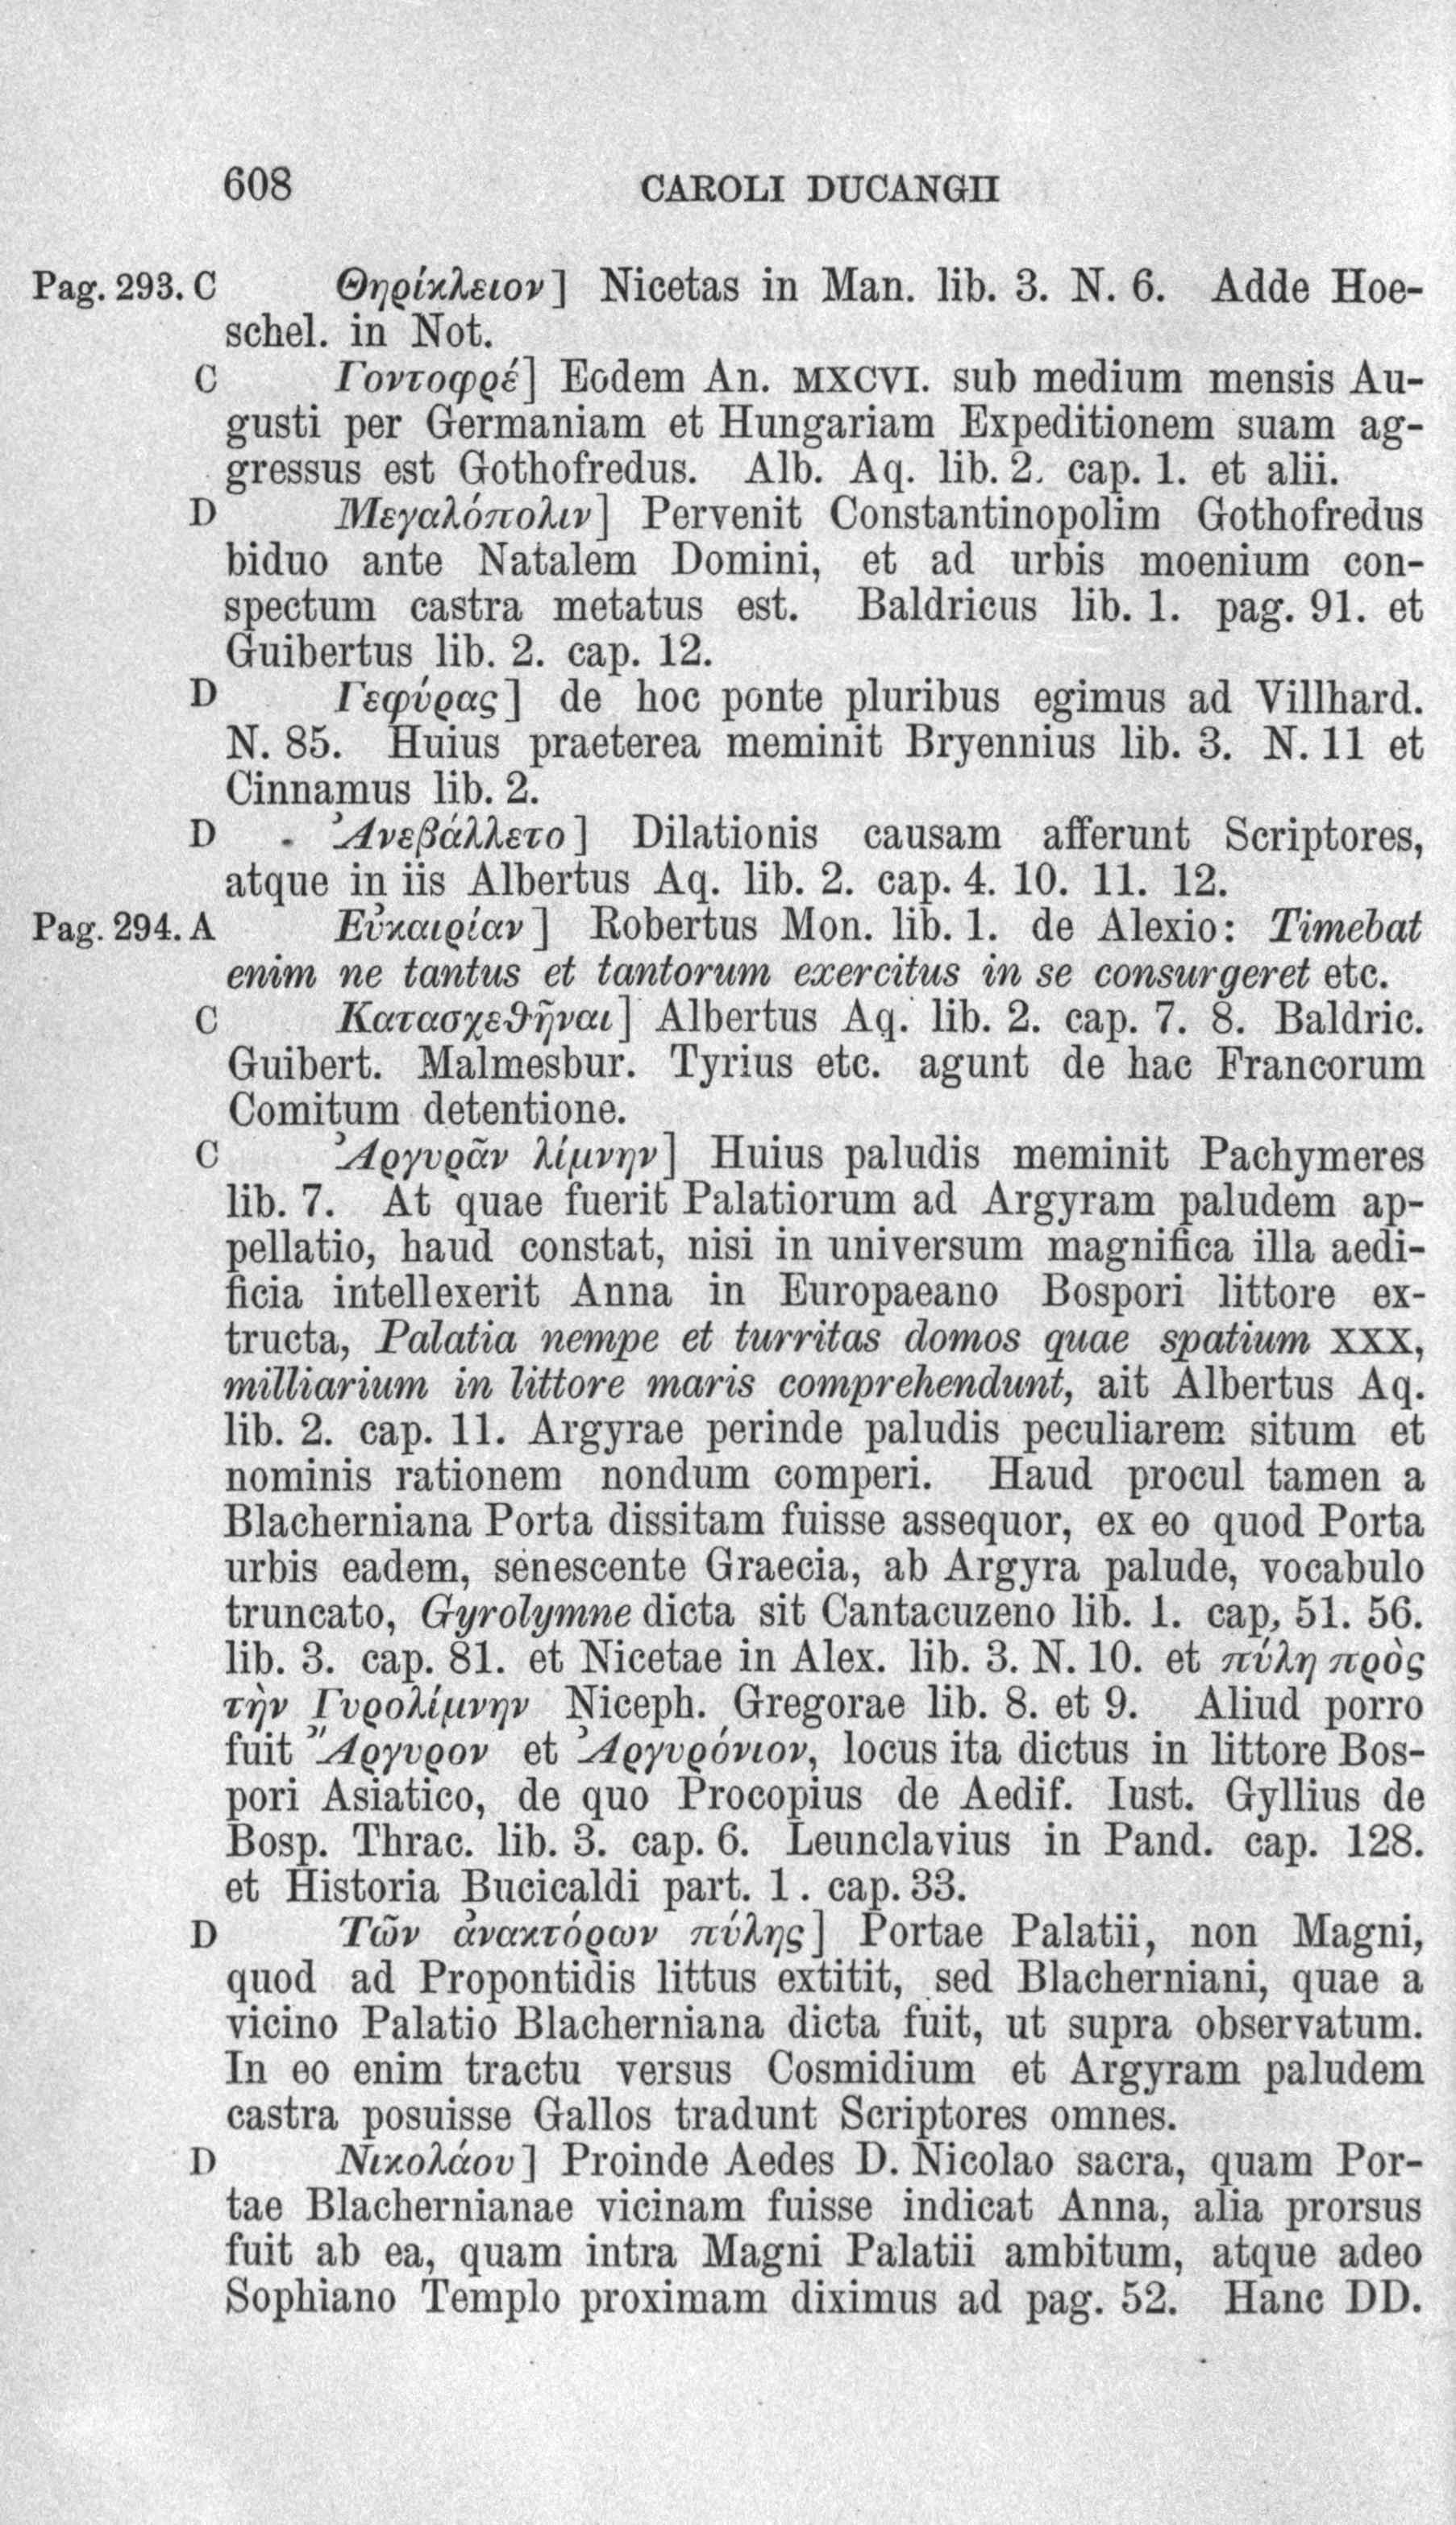 608 CAROLI DUCANGII
Pag. 293. C Θηρίκλειον] Nicetas in Man. lib. 3. N. 6. Adde Hoe-
schel. in Not.
C Γοντοφρέ] Eodem An. MXCVI. sub medium mensis Au-
gusti per Germaniam et Hungariam Expeditionem suam ag-
gressus est Gothofredus. Alb. Aq. lib. 2. cap. 1. et alii.
D Μεγαλόπολιν] Pervenit Constantinopolim Gothofredus
biduo ante Natalem Domini, et ad urbis moenium con-
spectum castra metatus est. Baldricus lib. 1. pag. 91. et
Guibertus lib. 2. cap. 12.
D Γεφύρας] de hoc ponte pluribus egimus ad Villhard.
N. 85. Huius praeterea meminit Bryennius lib. 3. N. 11 et
Cinnamus lib. 2.
D Ἀνεβάλλετο] Dilationis causam afferunt Scriptores,
atque in iis Albertus Aq. lib. 2. cap. 4. 10. 11. 12.
Pag. 294. A Εὐκαιρίαν] Robertus Mon. lib. 1. de Alexio: Timebat
enim ne tantus et tantorum exercitus in se consurgeret etc.
C Κατασχεθῆναι] Albertus Aq. lib. 2. cap. 7. 8. Baldric.
Guibert. Malmesbur. Tyrius etc. agunt de hac Francorum
Comitum detentione.
C Ἀργυρᾶν λίμνην] Huius paludis meminit Pachymeres
lib. 7. At quae fuerit Palatiorum ad Argyram paludem ap-
pellatio, haud constat, nisi in universum magnifica illa aedi-
ficia intellexerit Anna in Europaeano Bospori littore ex-
tructa, Palatia nempe et turritas domos quae spatium XXX,
milliarium in littore maris comprehendunt, ait Albertus Aq.
lib. 2. cap. 11. Argyrae perinde paludis peculiarem situm et
nominis rationem nondum comperi. Haud procul tamen a
Blacherniana Porta dissitam fuisse assequor, ex eo quod Porta
urbis eadem, senescente Graecia, ab Argyra palude, vocabulo
truncato, Gyrolymne dicta sit Cantacuzeno lib. 1. cap, 51. 56.
lib. 3. cap. 81. et Nicetae in Alex. lib. 3. N. 10. et πύλη πρὸς
τὴν Γυρολίμνην Niceph. Gregorae lib. 8. et 9. Aliud porro
fuit Ἄργυρον et Ἀργυρόνιον, locus ita dictus in littore Bos-
pori Asiatico, de quo Procopius de Aedif. Iust. Gyllius de
Bosp. Thrac. lib. 3. cap. 6. Leunclavius in Pand. cap. 128.
et Historia Bucicaldi part. 1. cap. 33.
D Τῶν ἀνακτόρων πύλης] Portae Palatii, non Magni,
quod ad Propontidis littus extitit, sed Blacherniani, quae a
vicino Palatio Blacherniana dicta fuit, ut supra observatum.
In eo enim tractu versus Cosmidium et Argyram paludem
castra posuisse Gallos tradunt Scriptores omnes.
D Νικολάου] Proinde Aedes D. Nicolao sacra, quam Por-
tae Blachernianae vicinam fuisse indicat Anna, alia prorsus
fuit ab ea, quam intra Magni Palatii ambitum, atque adeo
Sophiano Templo proximam diximus ad pag. 52. Hanc DD.